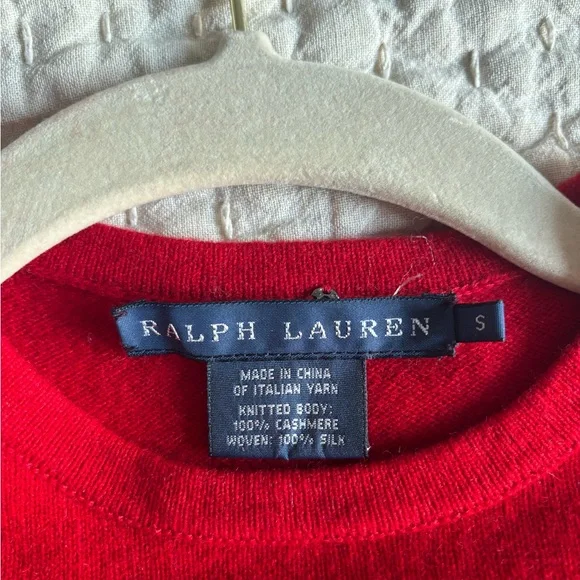 RALPH LAUREN S
MADE IN CHINA
OF ITALIAN YARN
KNITTED BODY:
100% CASHMERE
WOVEN: 100% SILK